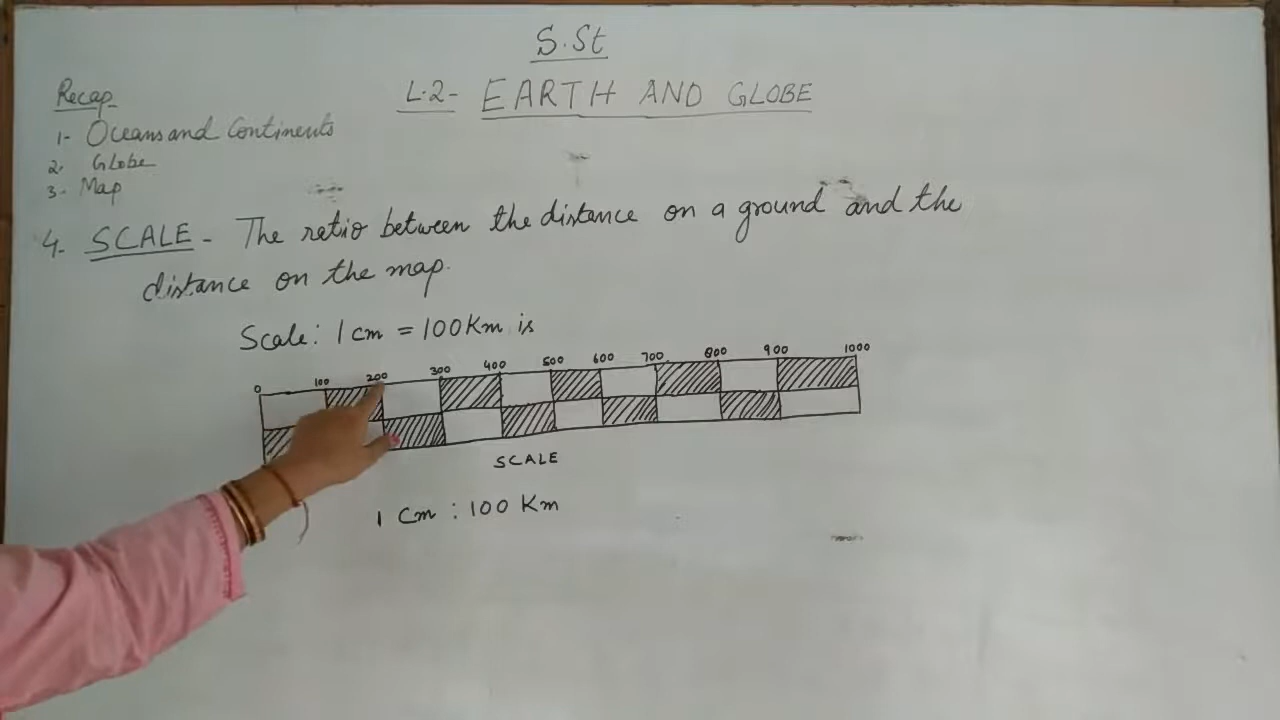 S.St
L.2- EARTH AND GLOBE
Recap
1- Oceans and Continents
2. Globe
3. Map
4. SCALE - The ratio between the distance on a ground and the
distance on the map.
Scale: 1 cm = 100 Km is
0 100 200 300 400 500 600 700 800 900 1000
SCALE
1 cm : 100 Km